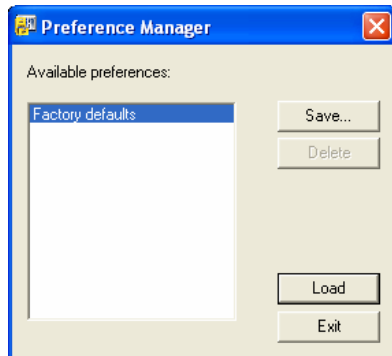 Preference Manager
Available preferences:
Factory defaults
Save...
Delete
Load
Exit